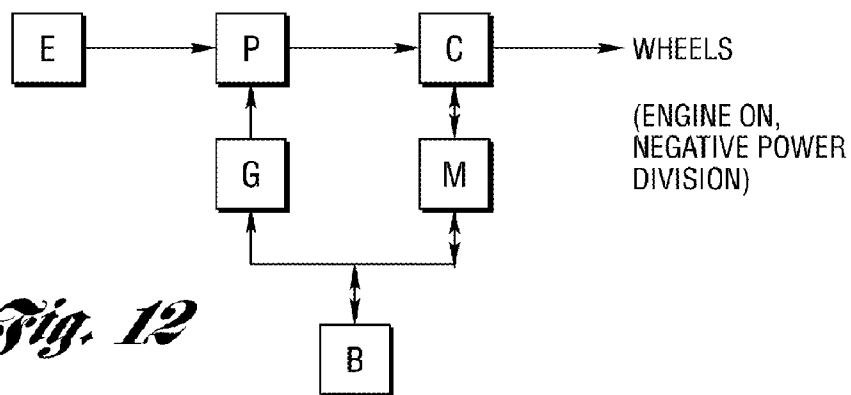 E P C WHEELS
(ENGINE ON,
NEGATIVE POWER
DIVISION)
G M
B
Fig. 12